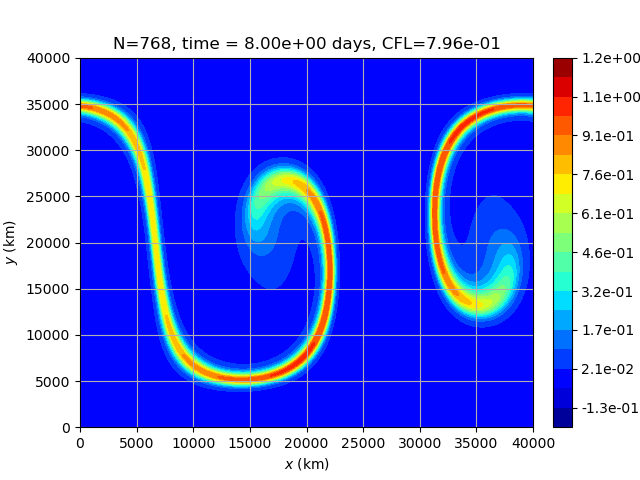 N=768, time = 8.00e+00 days, CFL=7.96e-01
40000
35000
30000
25000
20000
15000
10000
5000
0
y (km)
0 5000 10000 15000 20000 25000 30000 35000 40000
x (km)
1.2e+00
1.1e+00
9.1e-01
7.6e-01
6.1e-01
4.6e-01
3.2e-01
1.7e-01
2.1e-02
-1.3e-01